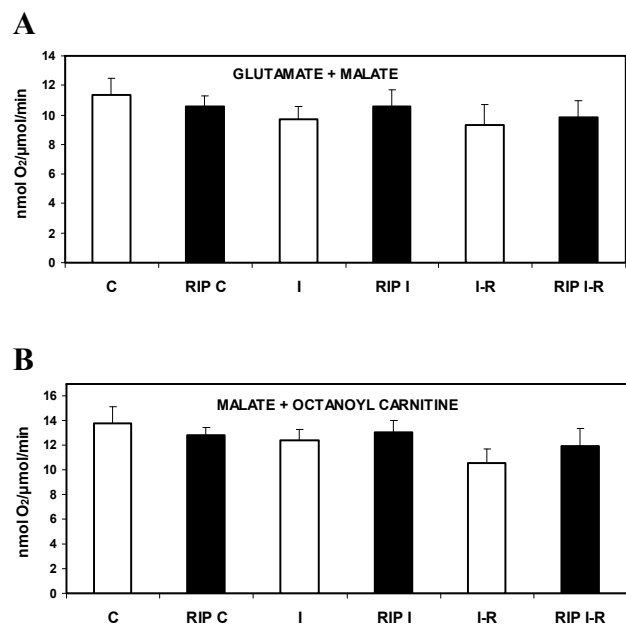 A
14
GLUTAMATE + MALATE
12
10
8
6
4
2
0
nmol O₂/µmol/min
C RIP C I RIP I I-R RIP I-R
B
16
MALATE + OCTANOYL CARNITINE
14
12
10
8
6
4
2
0
nmol O₂/µmol/min
C RIP C I RIP I I-R RIP I-R